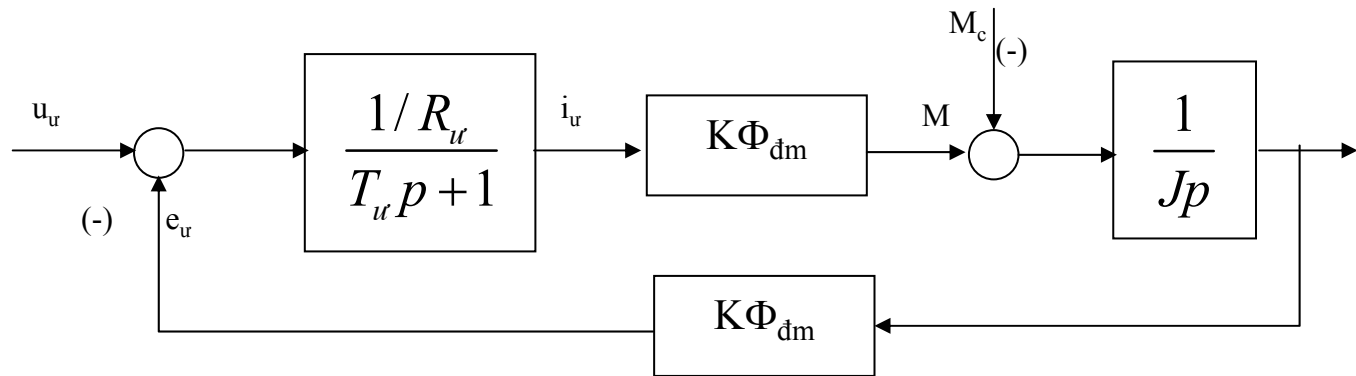 M_c
(-)
u_ư
1/R_ư
T_ư p + 1
i_ư
KΦ_đm
M
1
Jp
(-)
e_ư
KΦ_đm